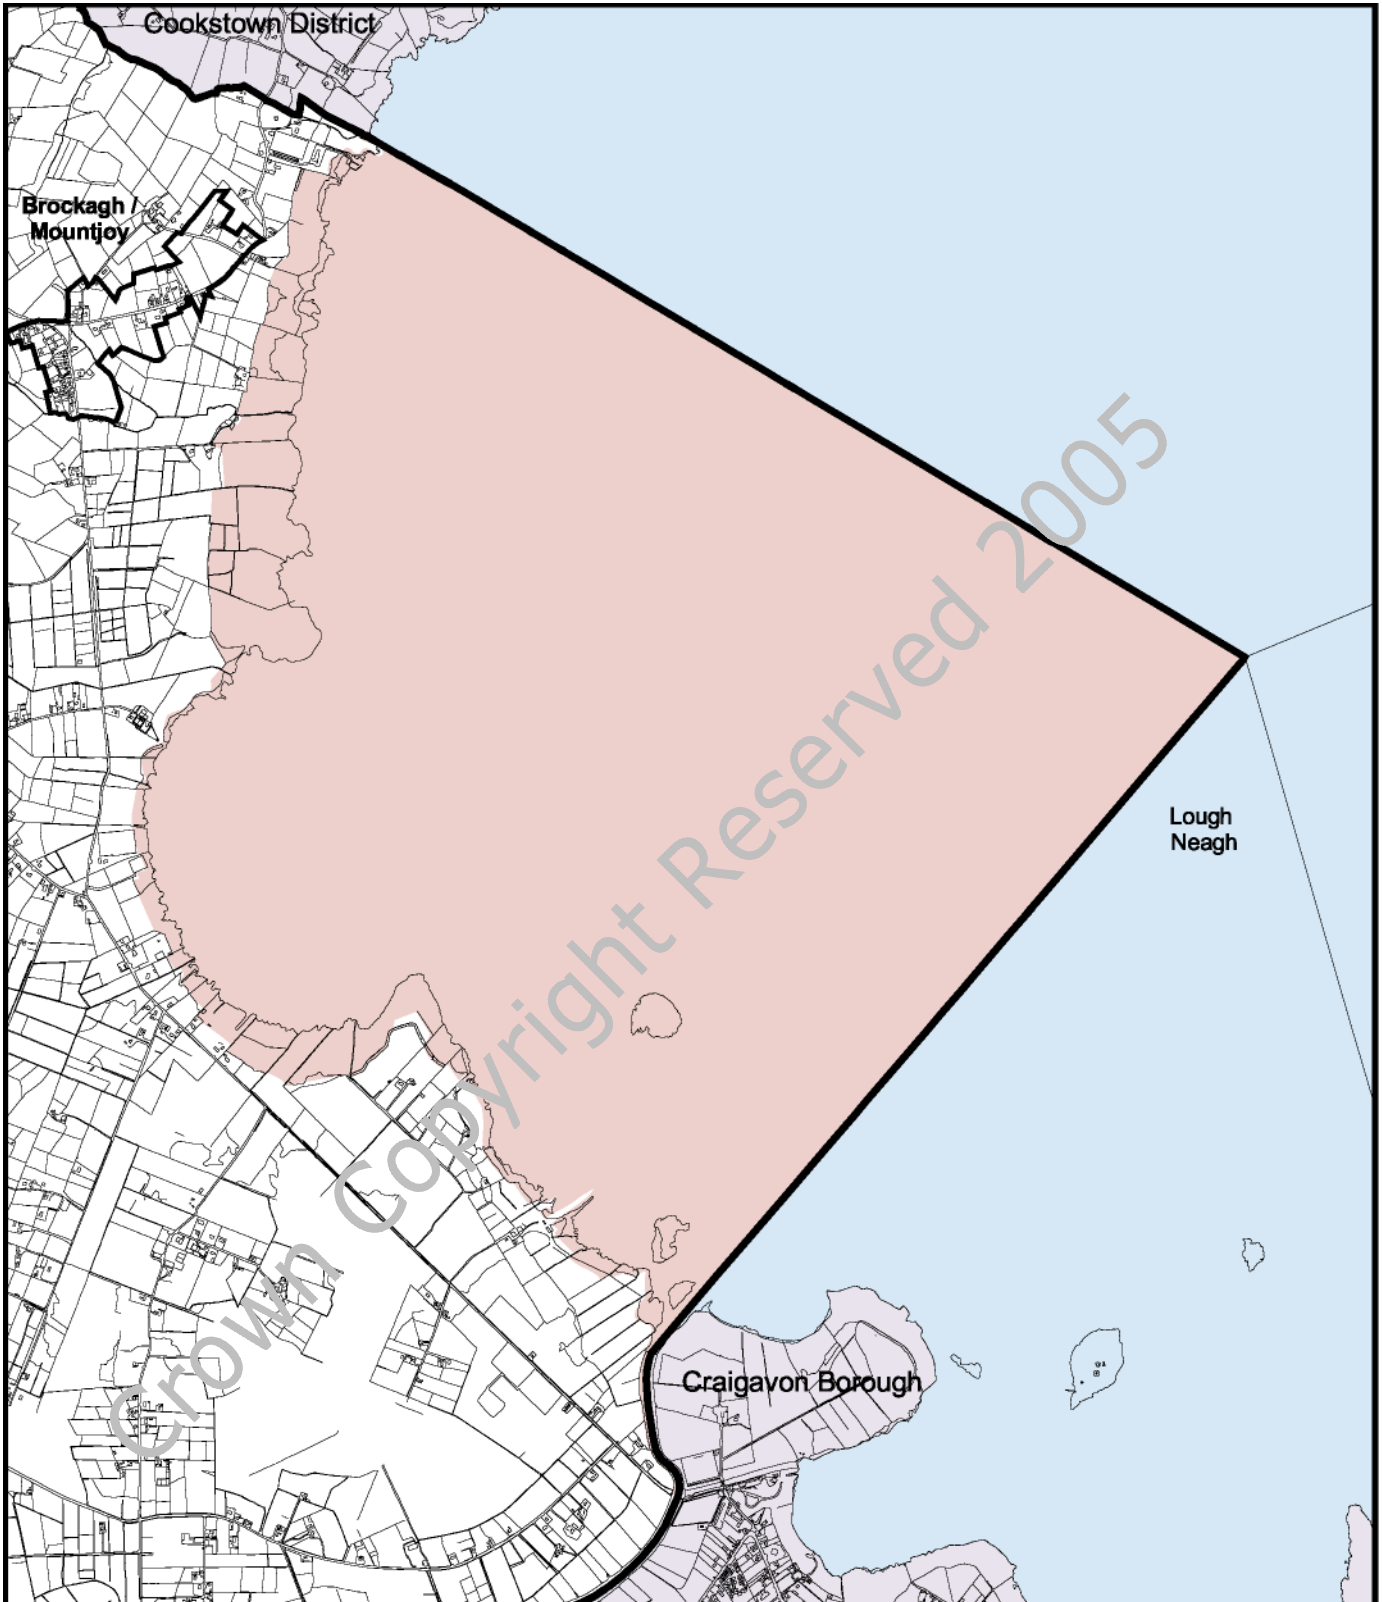 Cookstown District
Brockagh /
Mountjoy
Lough
Neagh
Craigavon Borough
Crown Copyright Reserved 2005